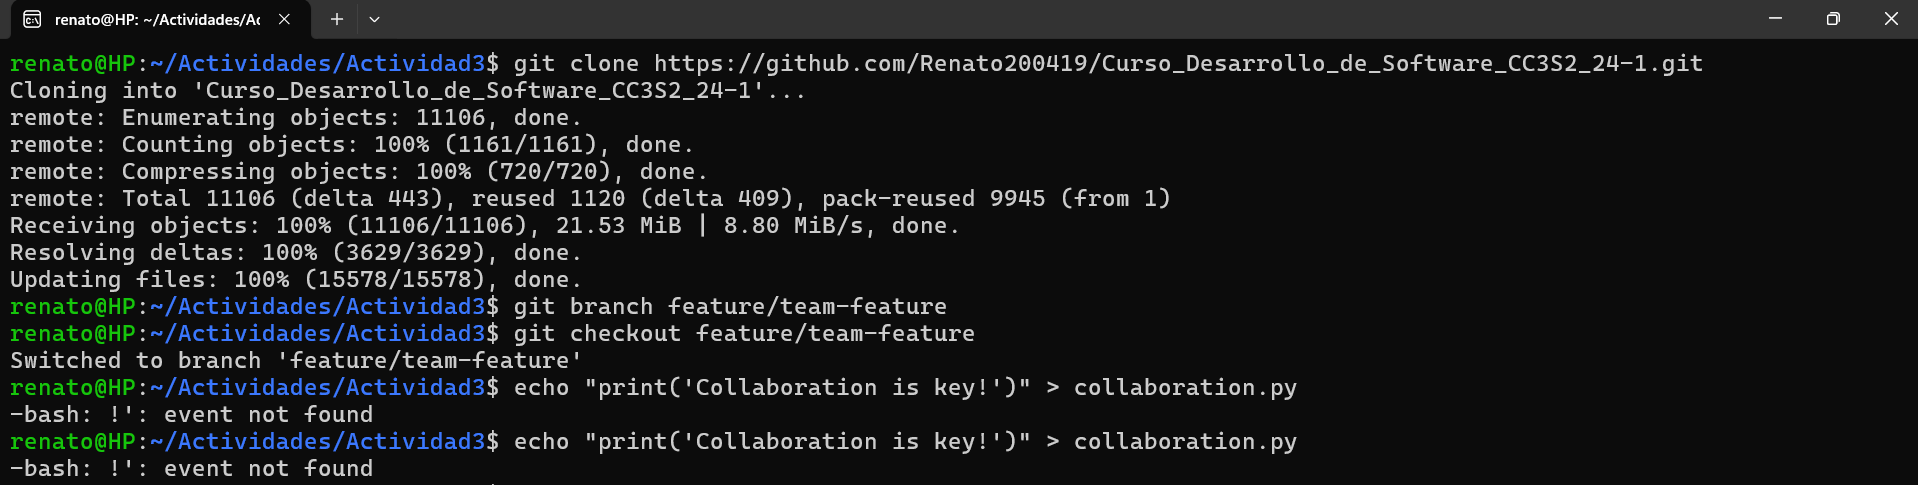 renato@HP: ~/Actividades/Ac
renato@HP:~/Actividades/Actividad3$ git clone https://github.com/Renato200419/Curso_Desarrollo_de_Software_CC3S2_24-1.git
Cloning into 'Curso_Desarrollo_de_Software_CC3S2_24-1'...
remote: Enumerating objects: 11106, done.
remote: Counting objects: 100% (1161/1161), done.
remote: Compressing objects: 100% (720/720), done.
remote: Total 11106 (delta 443), reused 1120 (delta 409), pack-reused 9945 (from 1)
Receiving objects: 100% (11106/11106), 21.53 MiB | 8.80 MiB/s, done.
Resolving deltas: 100% (3629/3629), done.
Updating files: 100% (15578/15578), done.
renato@HP:~/Actividades/Actividad3$ git branch feature/team-feature
renato@HP:~/Actividades/Actividad3$ git checkout feature/team-feature
Switched to branch 'feature/team-feature'
renato@HP:~/Actividades/Actividad3$ echo "print('Collaboration is key!')" > collaboration.py
-bash: !': event not found
renato@HP:~/Actividades/Actividad3$ echo "print('Collaboration is key!')" > collaboration.py
-bash: !': event not found